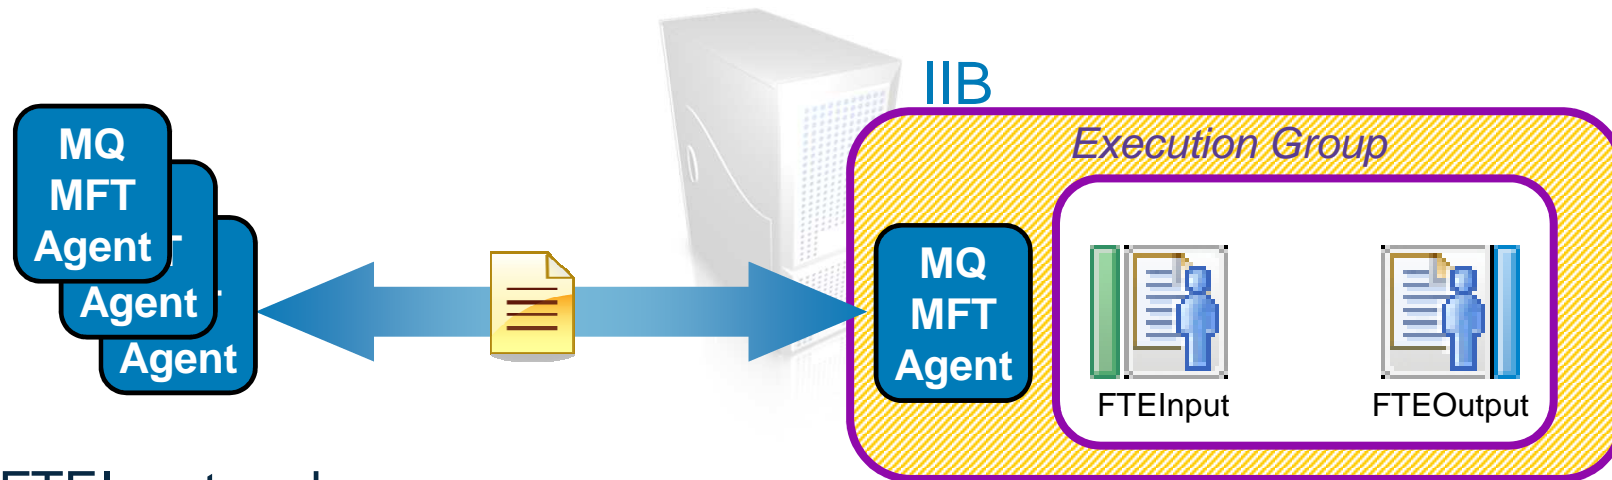 IIB
Execution Group
MQ
MFT
Agent
T
Agent
Agent
MQ
MFT
Agent
FTEInput
FTEOutput